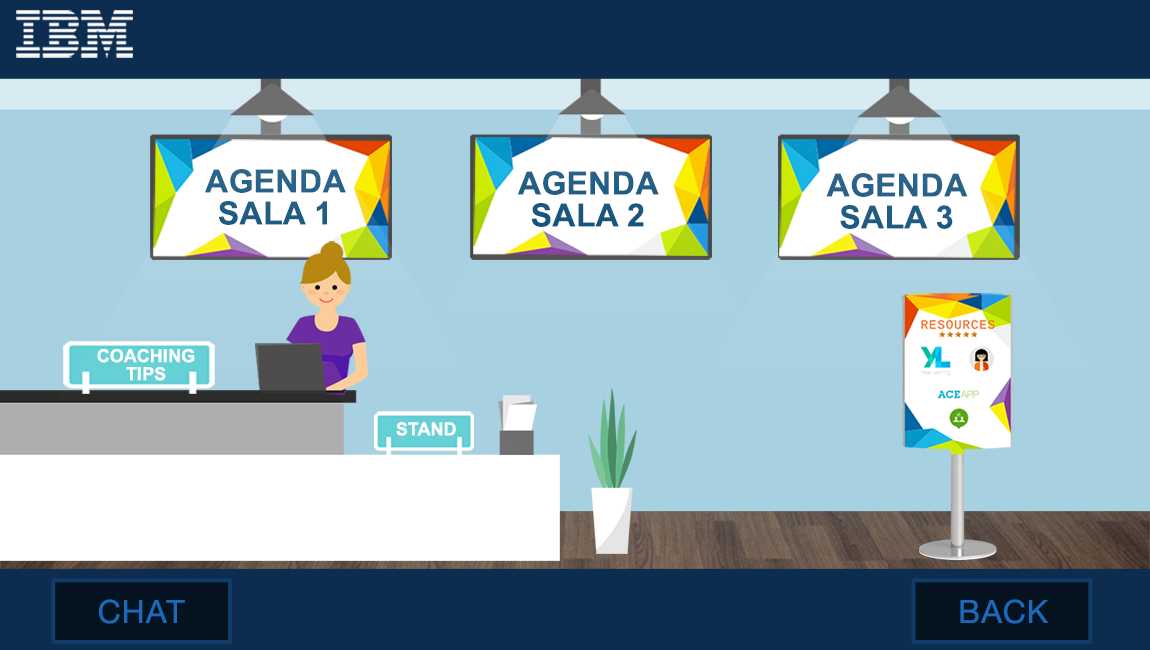 IBM
AGENDA
SALA 1
AGENDA
SALA 2
AGENDA
SALA 3
COACHING
TIPS
STAND
RESOURCES
YL
ACEAPP
CHAT
BACK